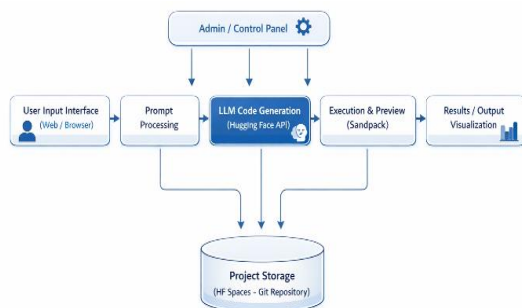 Admin / Control Panel
User Input Interface
(Web / Browser)
Prompt
Processing
LLM Code Generation
(Hugging Face API)
Execution & Preview
(Sandpack)
Results / Output
Visualization
Project Storage
(HF Spaces - Git Repository)